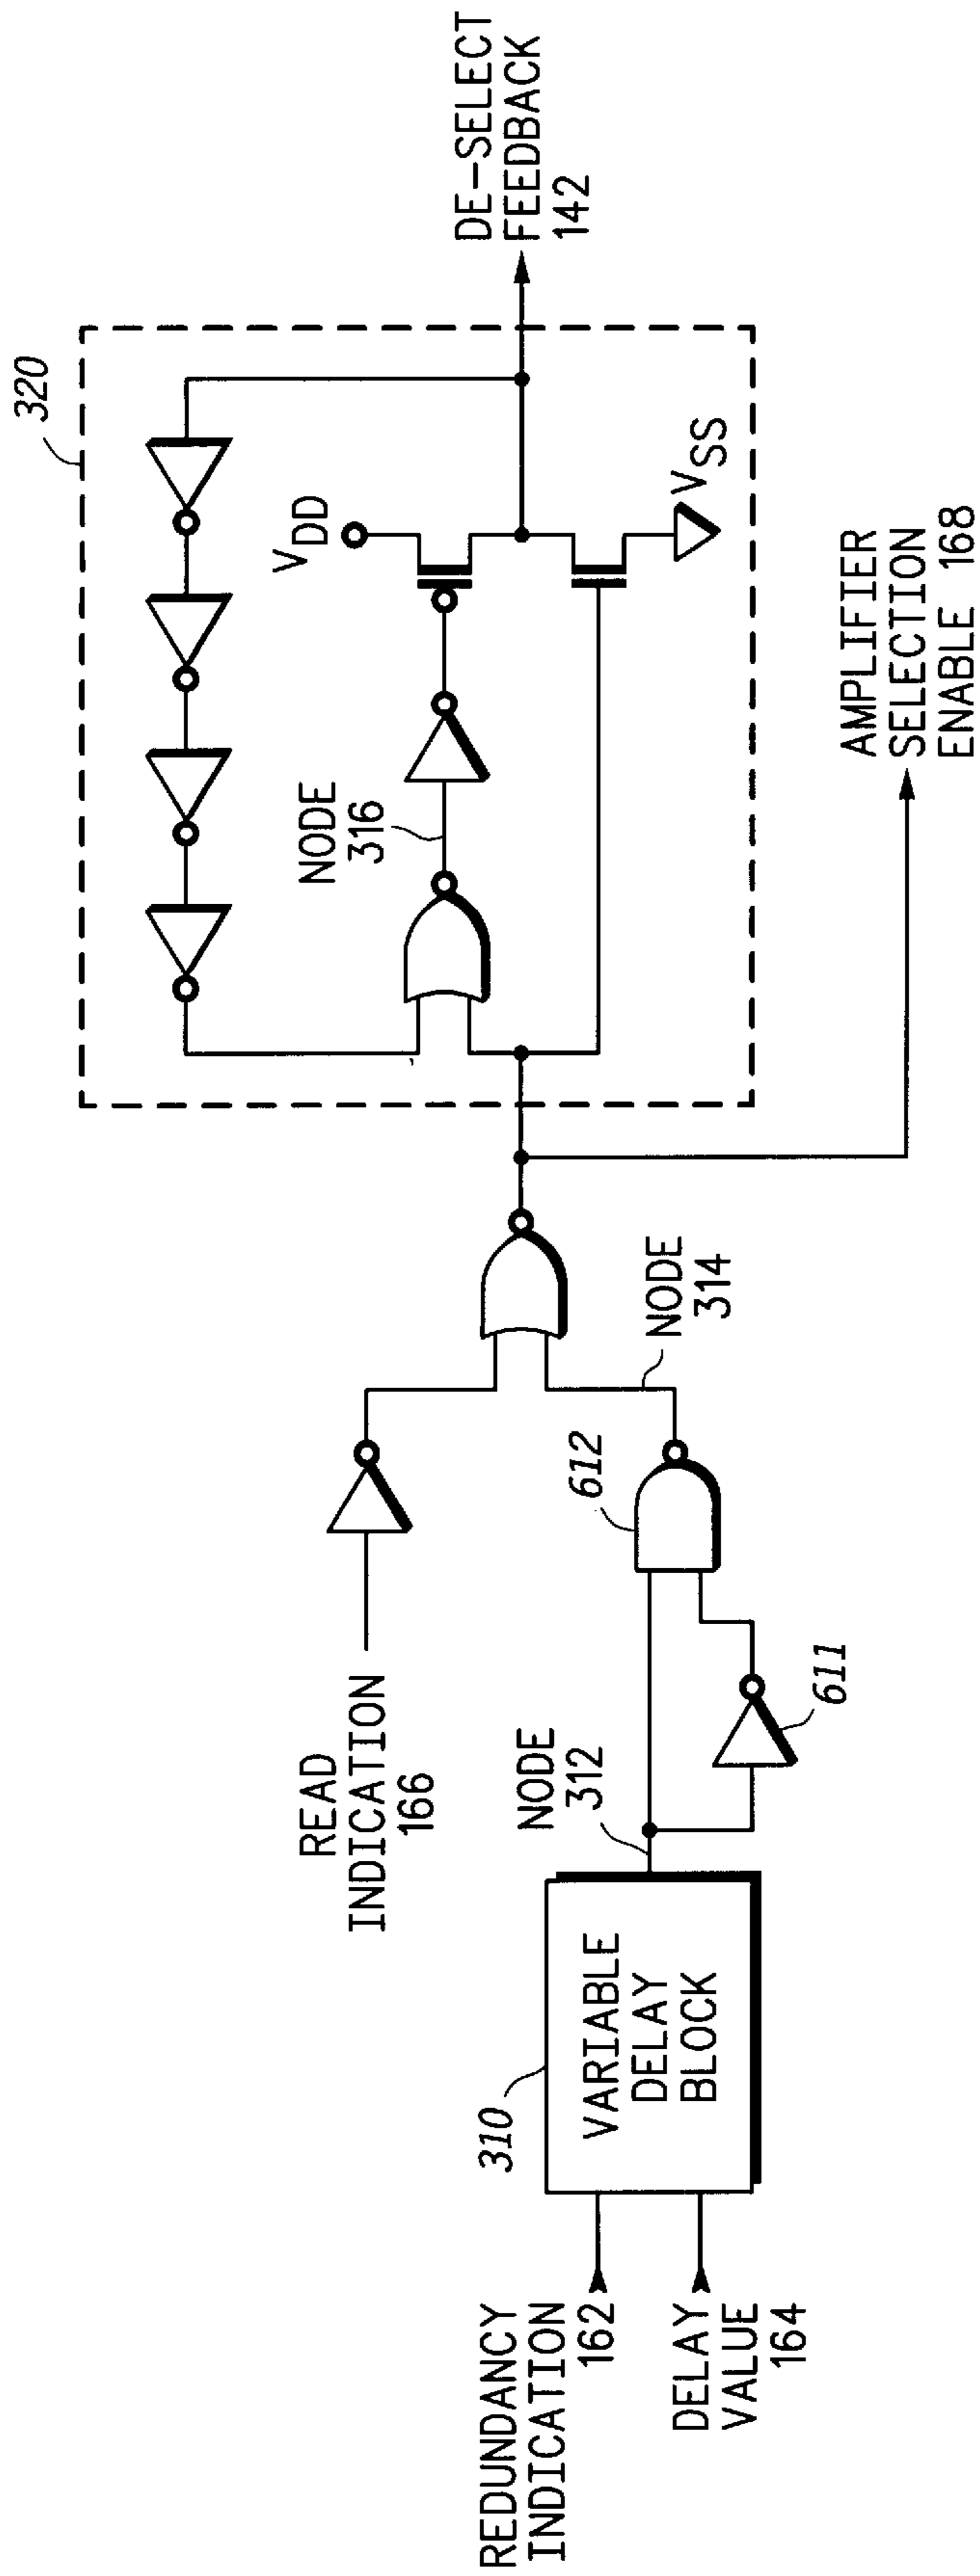 REDUNDANCY
INDICATION
162
DELAY
VALUE
164
310
VARIABLE
DELAY
BLOCK
NODE
312
611
612
READ
INDICATION
166
NODE
314
320
NODE
316
VDD
VSS
DE-SELECT
FEEDBACK
142
AMPLIFIER
SELECTION
ENABLE 168